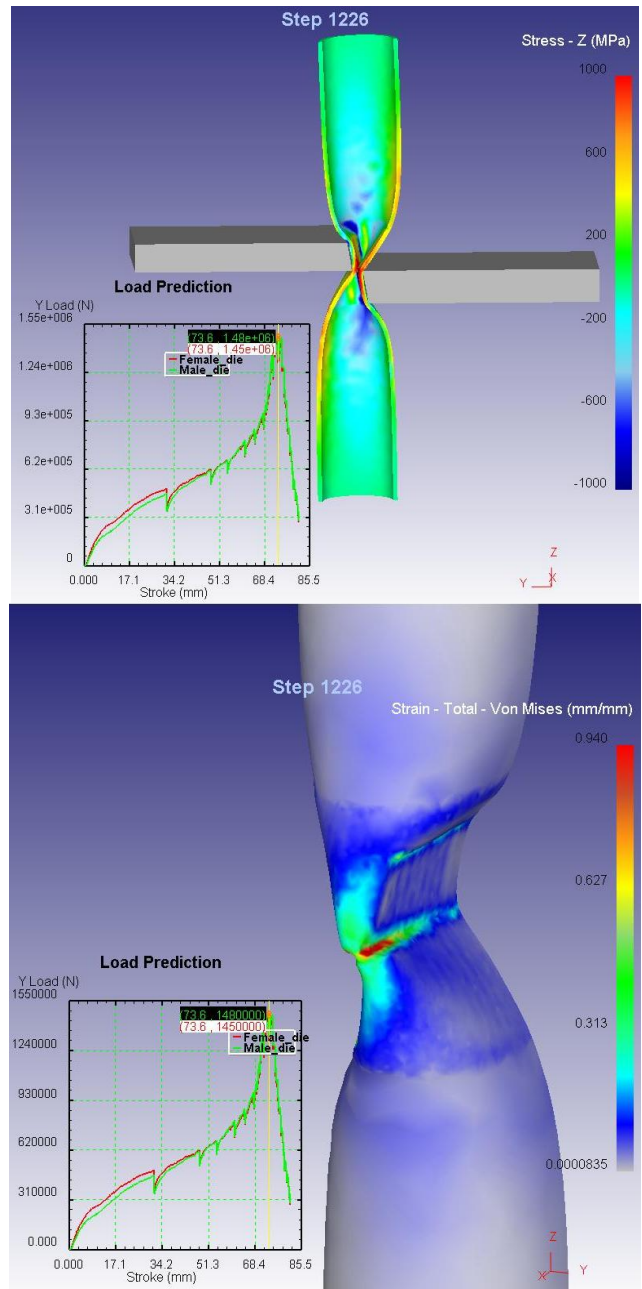 Step 1226
Stress - Z (MPa)
1000
600
200
-200
-600
-1000
Load Prediction
Y Load (N)
1.55e+006
1.24e+006
9.3e+005
6.2e+005
3.1e+005
0
(73.6 , 1.48e+06)
(73.6 , 1.45e+06)
Female_die
Male_die
0.000 17.1 34.2 51.3 68.4 85.5
Stroke (mm)
Z
Y X
Step 1226
Strain - Total - Von Mises (mm/mm)
0.940
0.627
0.313
0.0000835
Load Prediction
Y Load (N)
1550000
1240000
930000
620000
310000
0.000
(73.6 , 1480000)
(73.6 , 1450000)
Female_die
Male_die
0.000 17.1 34.2 51.3 68.4 85.5
Stroke (mm)
Z
X Y